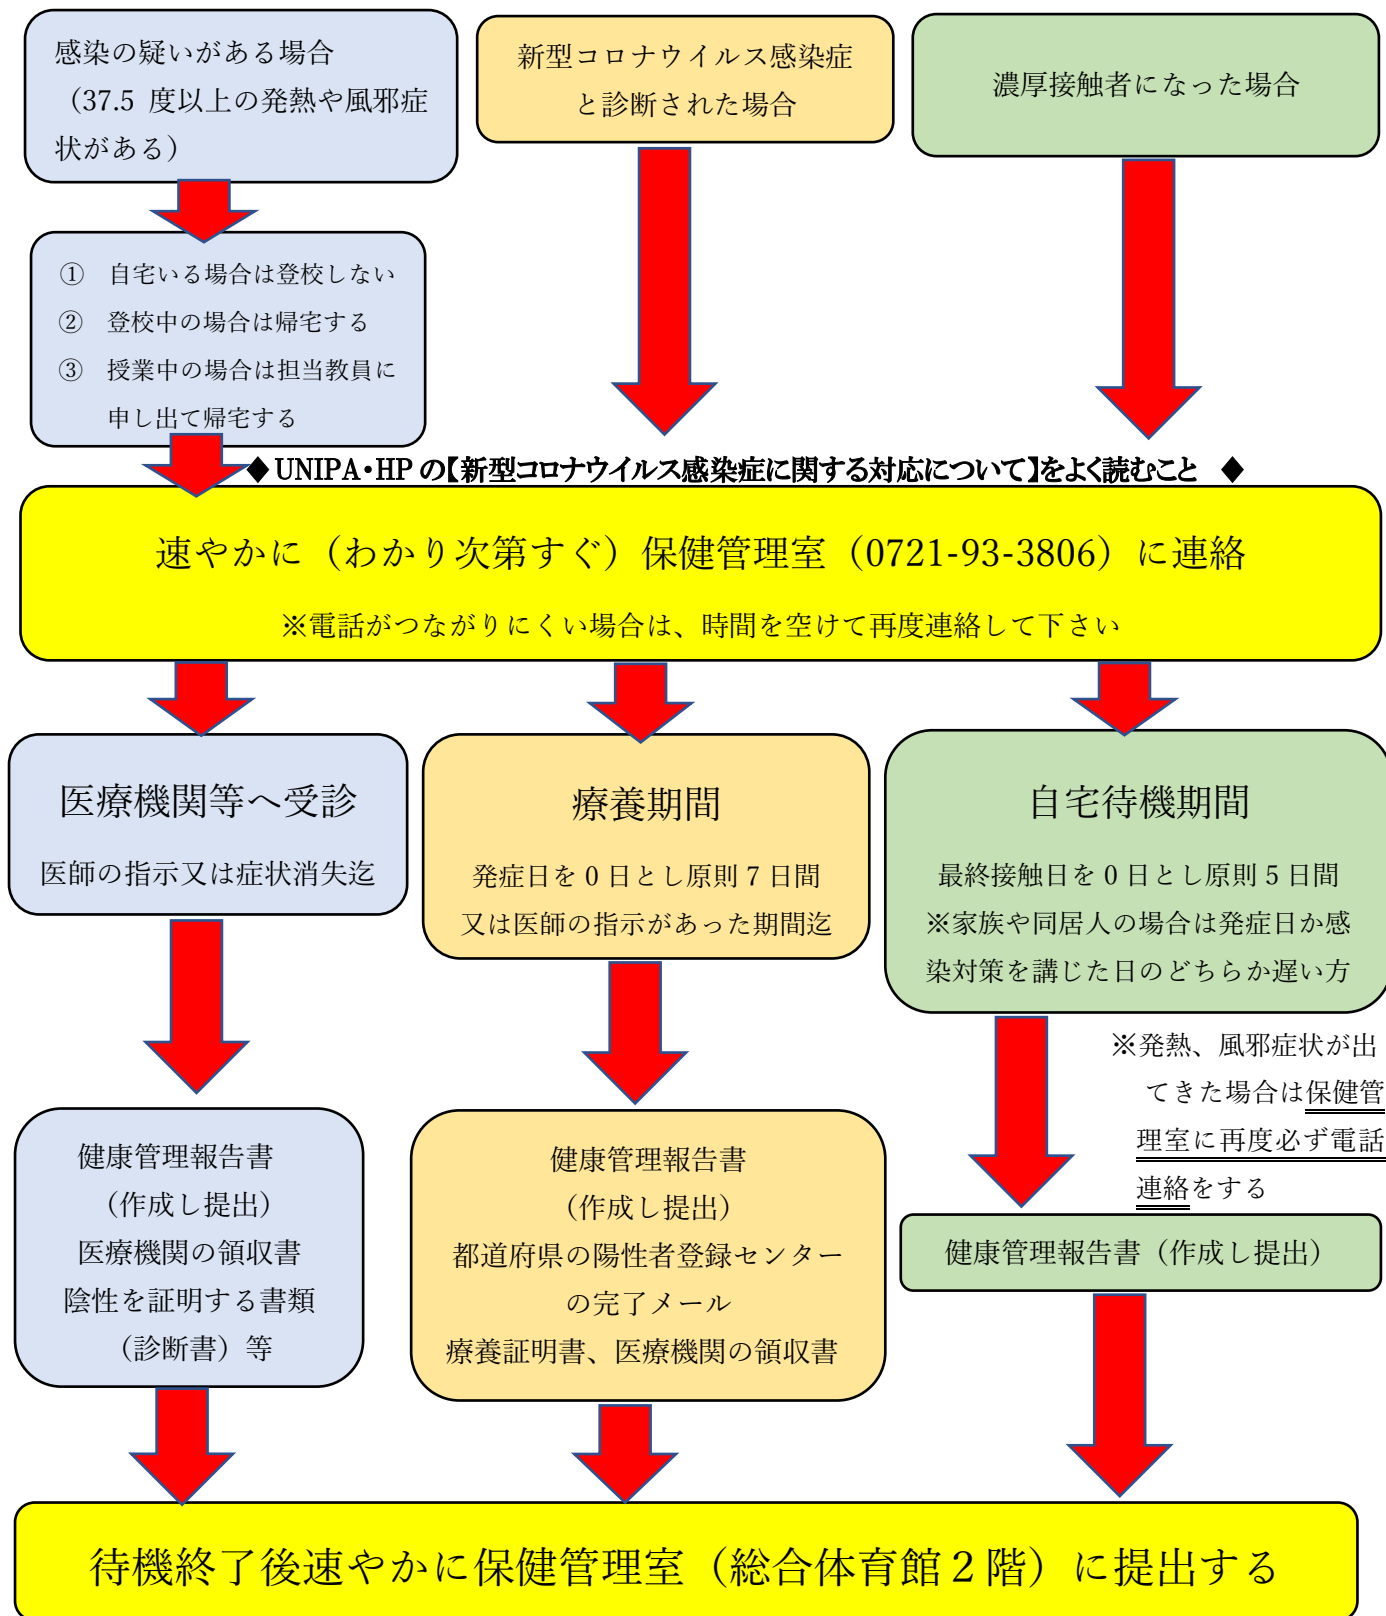 感染の疑いがある場合
（37.5 度以上の発熱や風邪症
状がある）
新型コロナウイルス感染症
と診断された場合
濃厚接触者になった場合
① 自宅いる場合は登校しない
② 登校中の場合は帰宅する
③ 授業中の場合は担当教員に
申し出て帰宅する
◆UNIPA・HPの【新型コロナウイルス感染症に関する対応について】をよく読むこと ◆
速やかに（わかり次第すぐ）保健管理室（0721-93-3806）に連絡
※電話がつながりにくい場合は、時間を空けて再度連絡して下さい
医療機関等へ受診
医師の指示又は症状消失迄
療養期間
発症日を0日とし原則7日間
又は医師の指示があった期間迄
自宅待機期間
最終接触日を0日とし原則5日間
※家族や同居人の場合は発症日か感
染対策を講じた日のどちらか遅い方
※発熱、風邪症状が出
てきた場合は保健管
理室に再度必ず電話
連絡をする
健康管理報告書
（作成し提出）
医療機関の領収書
陰性を証明する書類
（診断書）等
健康管理報告書
（作成し提出）
都道府県の陽性者登録センター
の完了メール
療養証明書、医療機関の領収書
健康管理報告書（作成し提出）
待機終了後速やかに保健管理室（総合体育館２階）に提出する